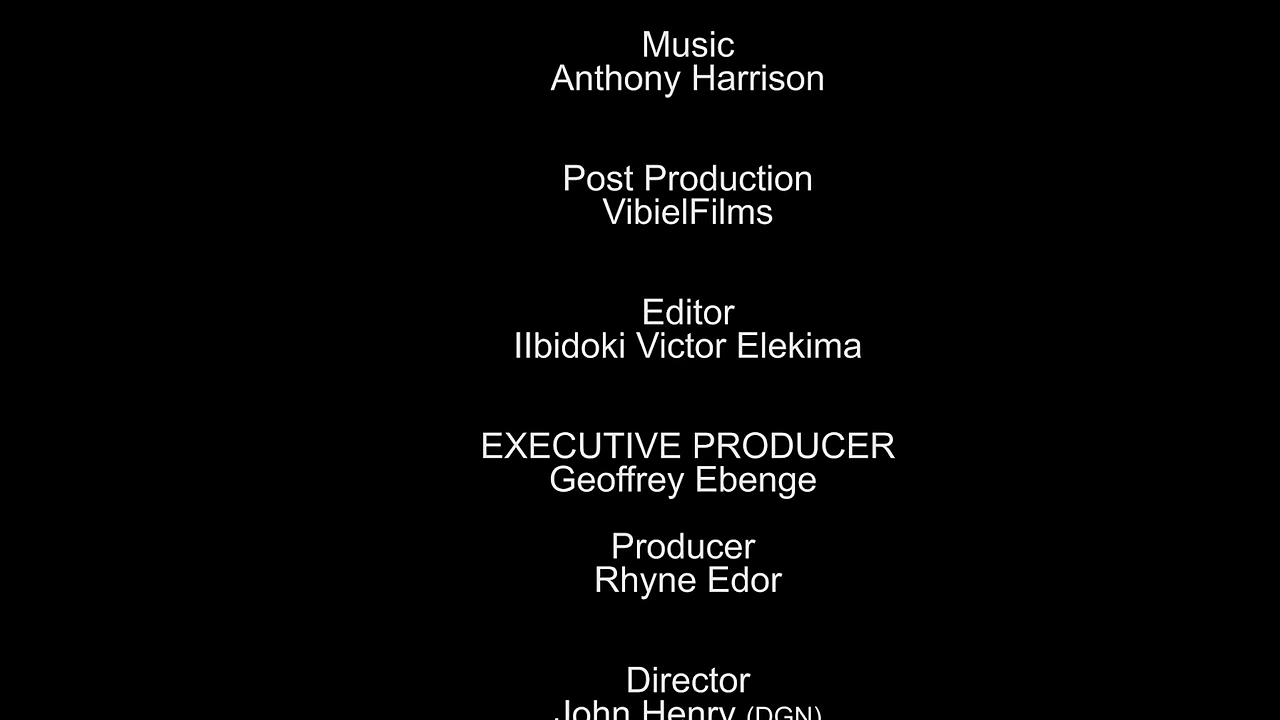 Music
Anthony Harrison
Post Production
VibielFilms
Editor
IIbidoki Victor Elekima
EXECUTIVE PRODUCER
Geoffrey Ebenge
Producer
Rhyne Edor
Director
John Henry (DGN)